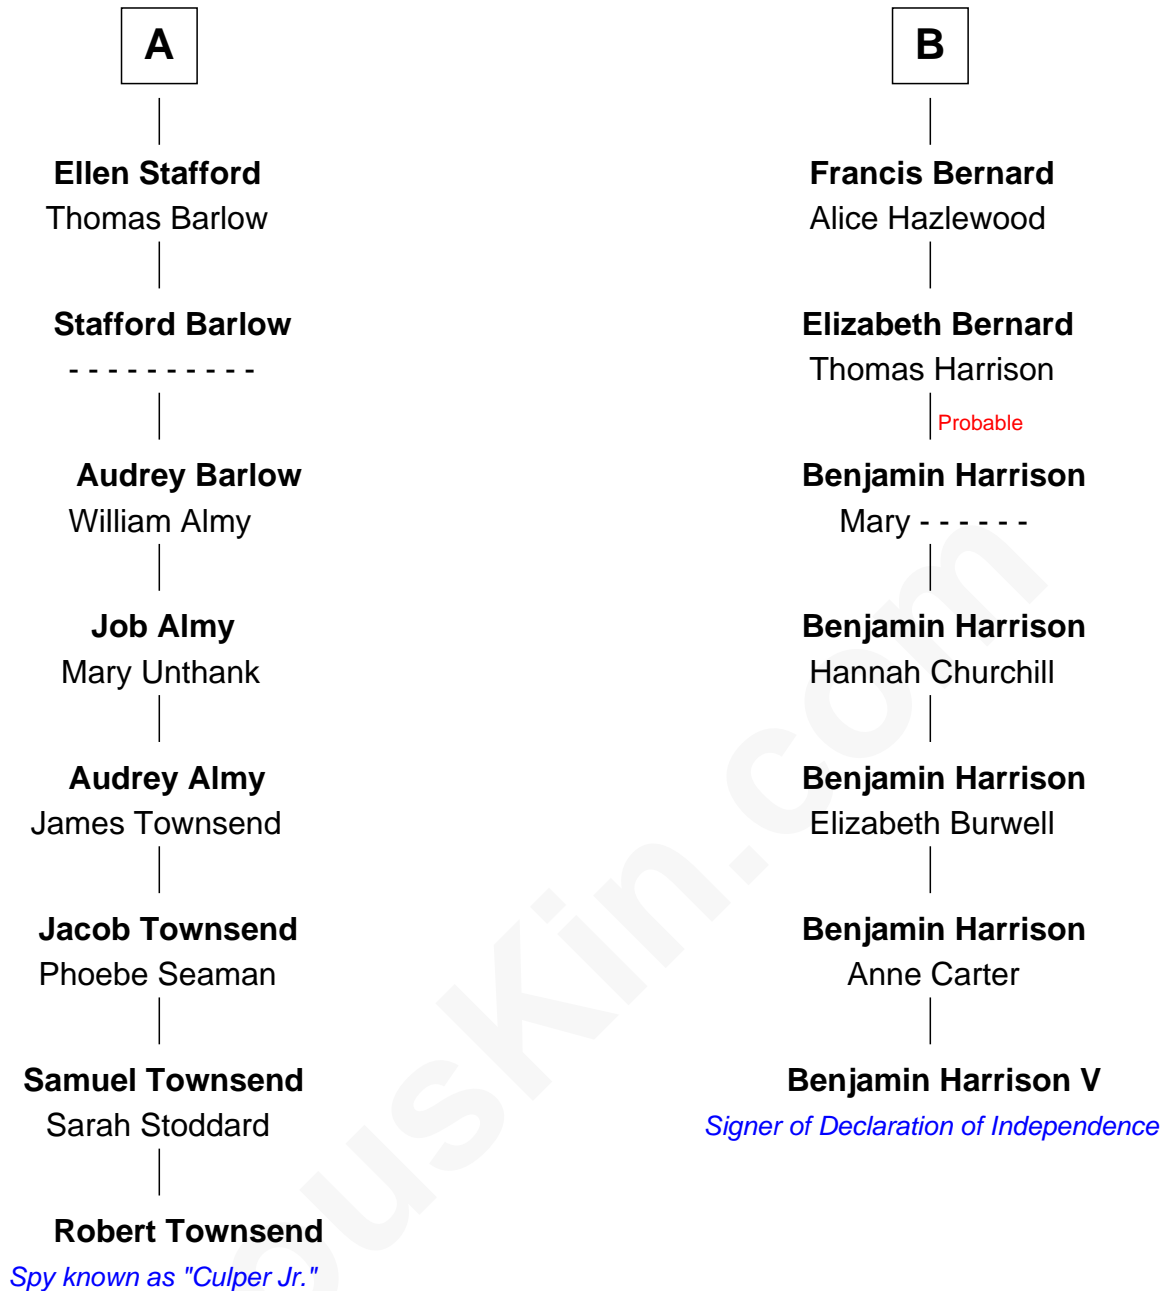 A
Ellen Stafford
Thomas Barlow
Stafford Barlow
- - - - - - - - - -
Audrey Barlow
William Almy
Job Almy
Mary Unthank
Audrey Almy
James Townsend
Jacob Townsend
Phoebe Seaman
Samuel Townsend
Sarah Stoddard
Robert Townsend
Spy known as "Culper Jr."
B
Francis Bernard
Alice Hazlewood
Elizabeth Bernard
Thomas Harrison
Probable
Benjamin Harrison
Mary - - - - - -
Benjamin Harrison
Hannah Churchill
Benjamin Harrison
Elizabeth Burwell
Benjamin Harrison
Anne Carter
Benjamin Harrison V
Signer of Declaration of Independence
ousKin.com